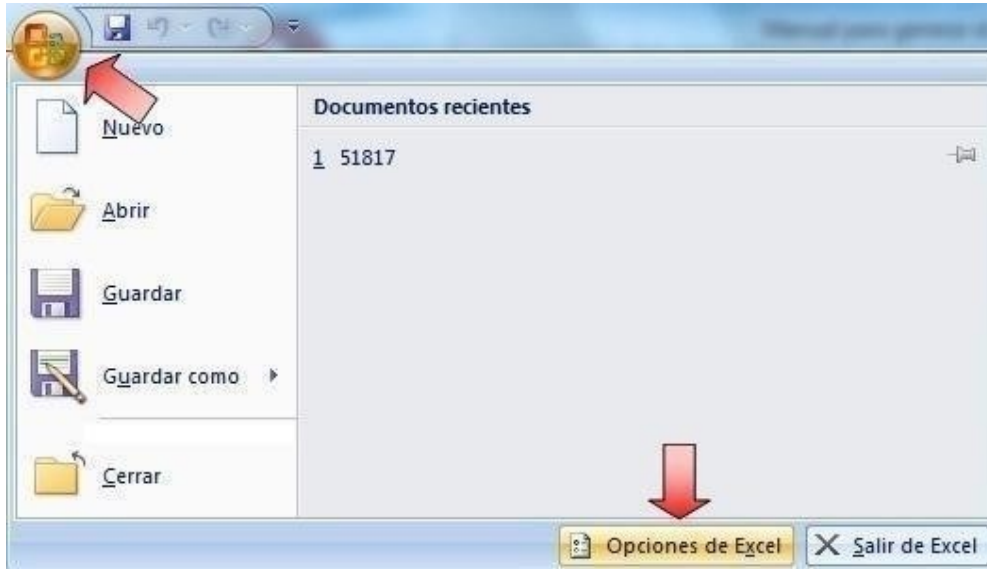 Documentos recientes
Nuevo
1 51817
Abrir
Guardar
Guardar como
Cerrar
Opciones de Excel
Salir de Excel